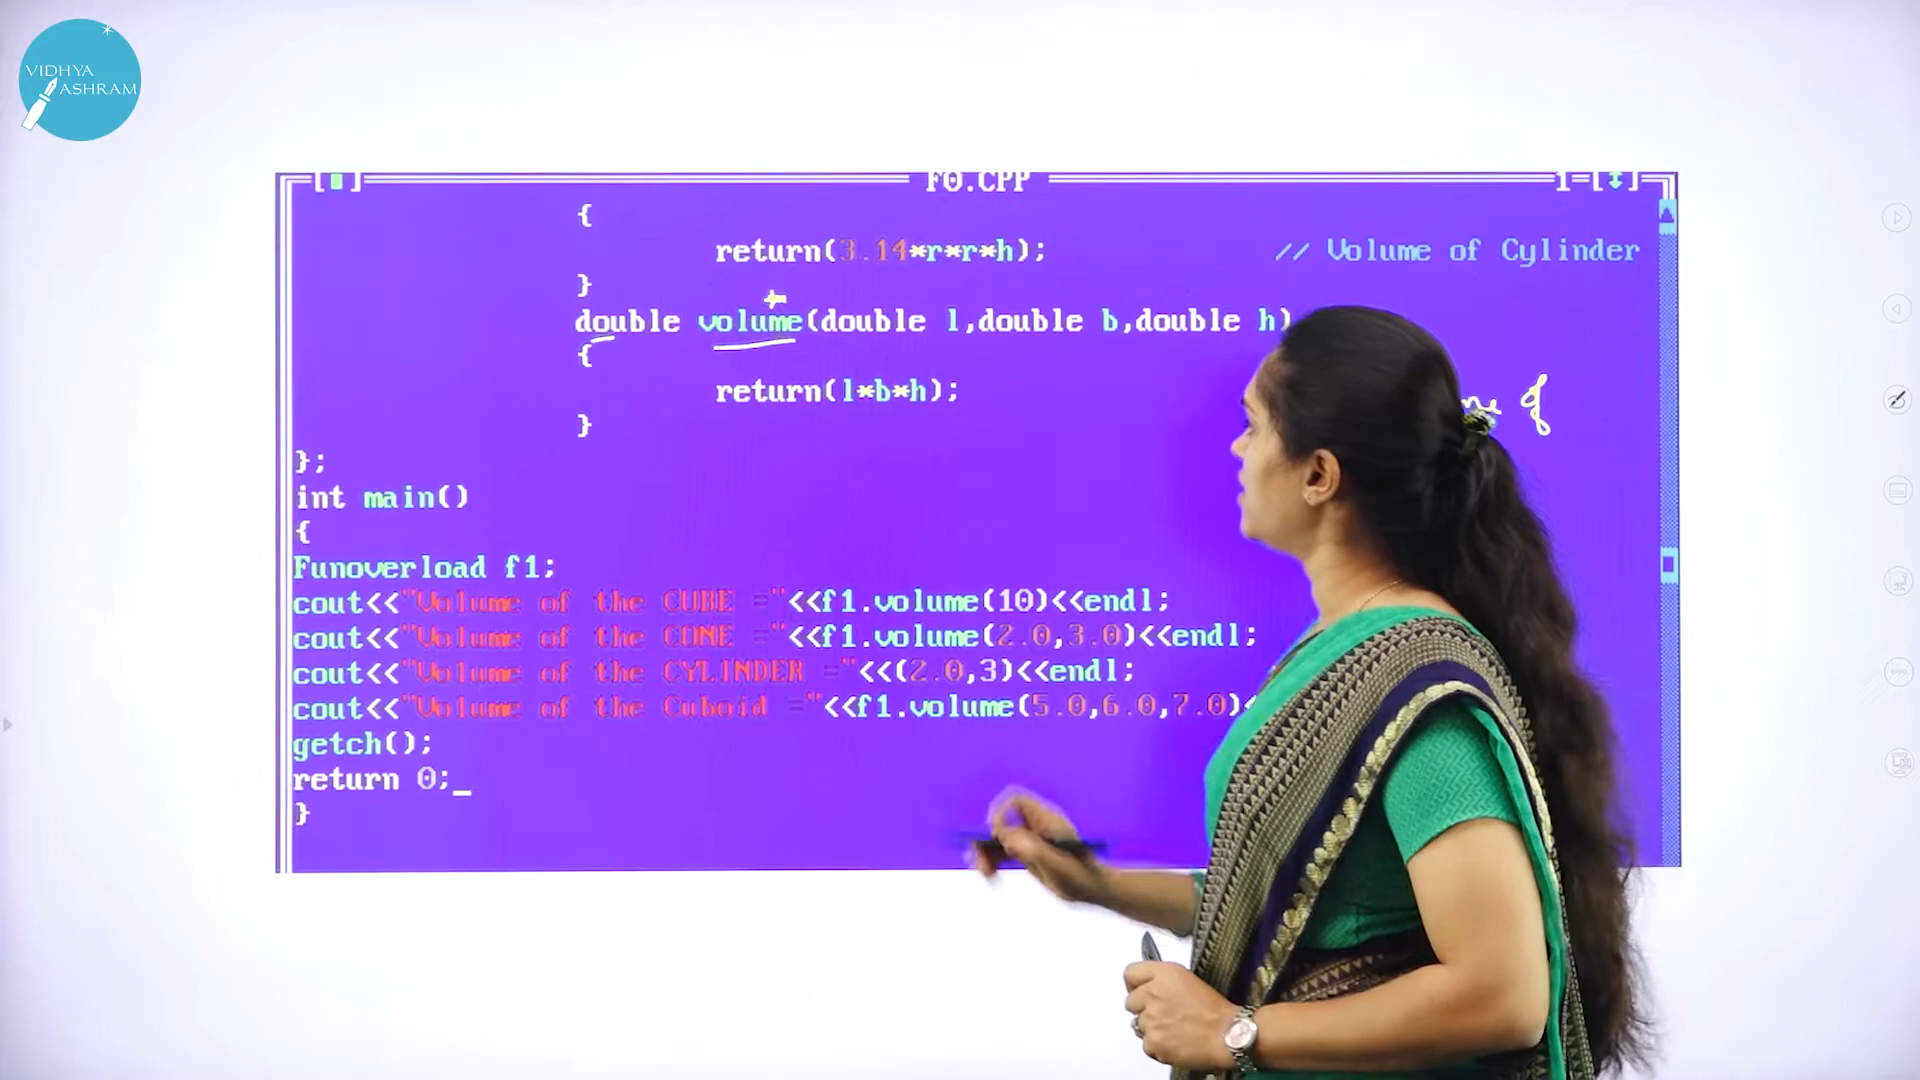 VIDHYA
ASHRAM
F0.CPP
1
{
return(3.14*r*r*h); // Volume of Cylinder
}
double volume(double l,double b,double h)
{
return(l*b*h);
}
};
int main()
{
Funoverload f1;
cout<<"Volume of the CUBE ="<<f1.volume(10)<<endl;
cout<<"Volume of the CONE ="<<f1.volume(2.0,3.0)<<endl;
cout<<"Volume of the CYLINDER ="<<(2.0,3)<<endl;
cout<<"Volume of the Cuboid ="<<f1.volume(5.0,6.0,7.0)<
getch();
return 0;_
}